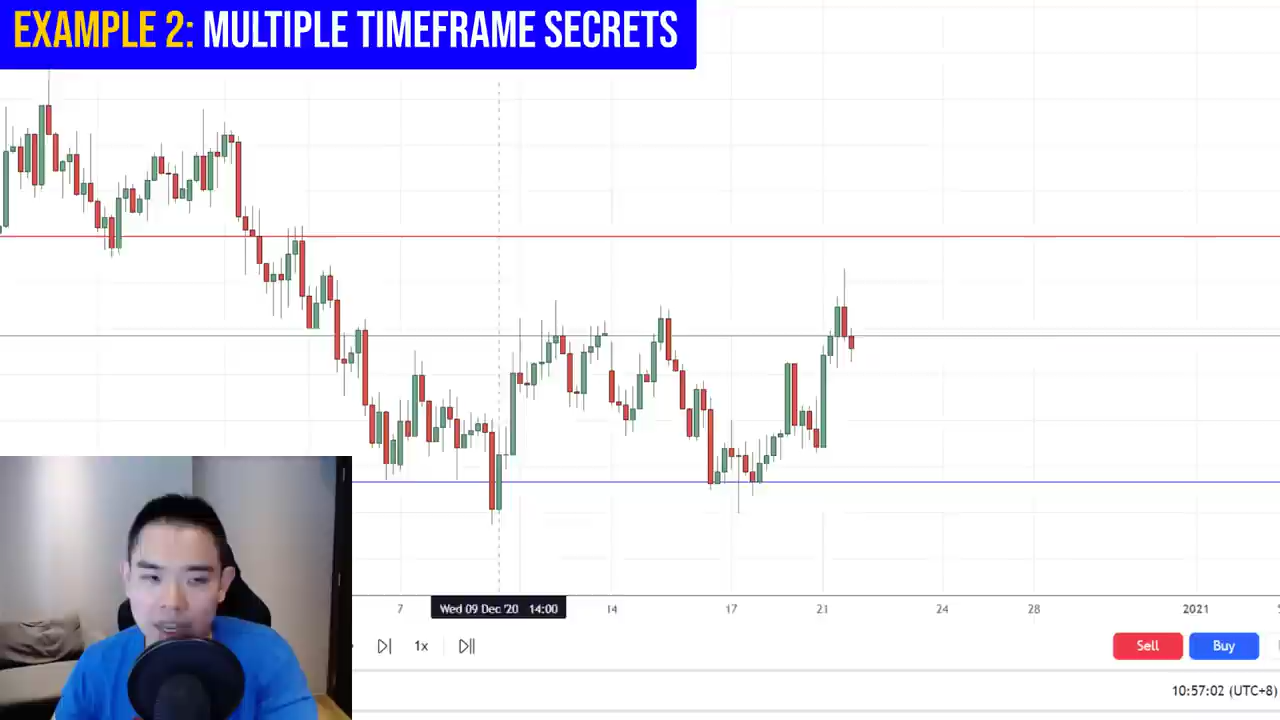 EXAMPLE 2: MULTIPLE TIMEFRAME SECRETS
7 Wed 09 Dec '20 14:00 14 17 21 24 28 2021
1x Sell Buy
10:57:02 (UTC+8)